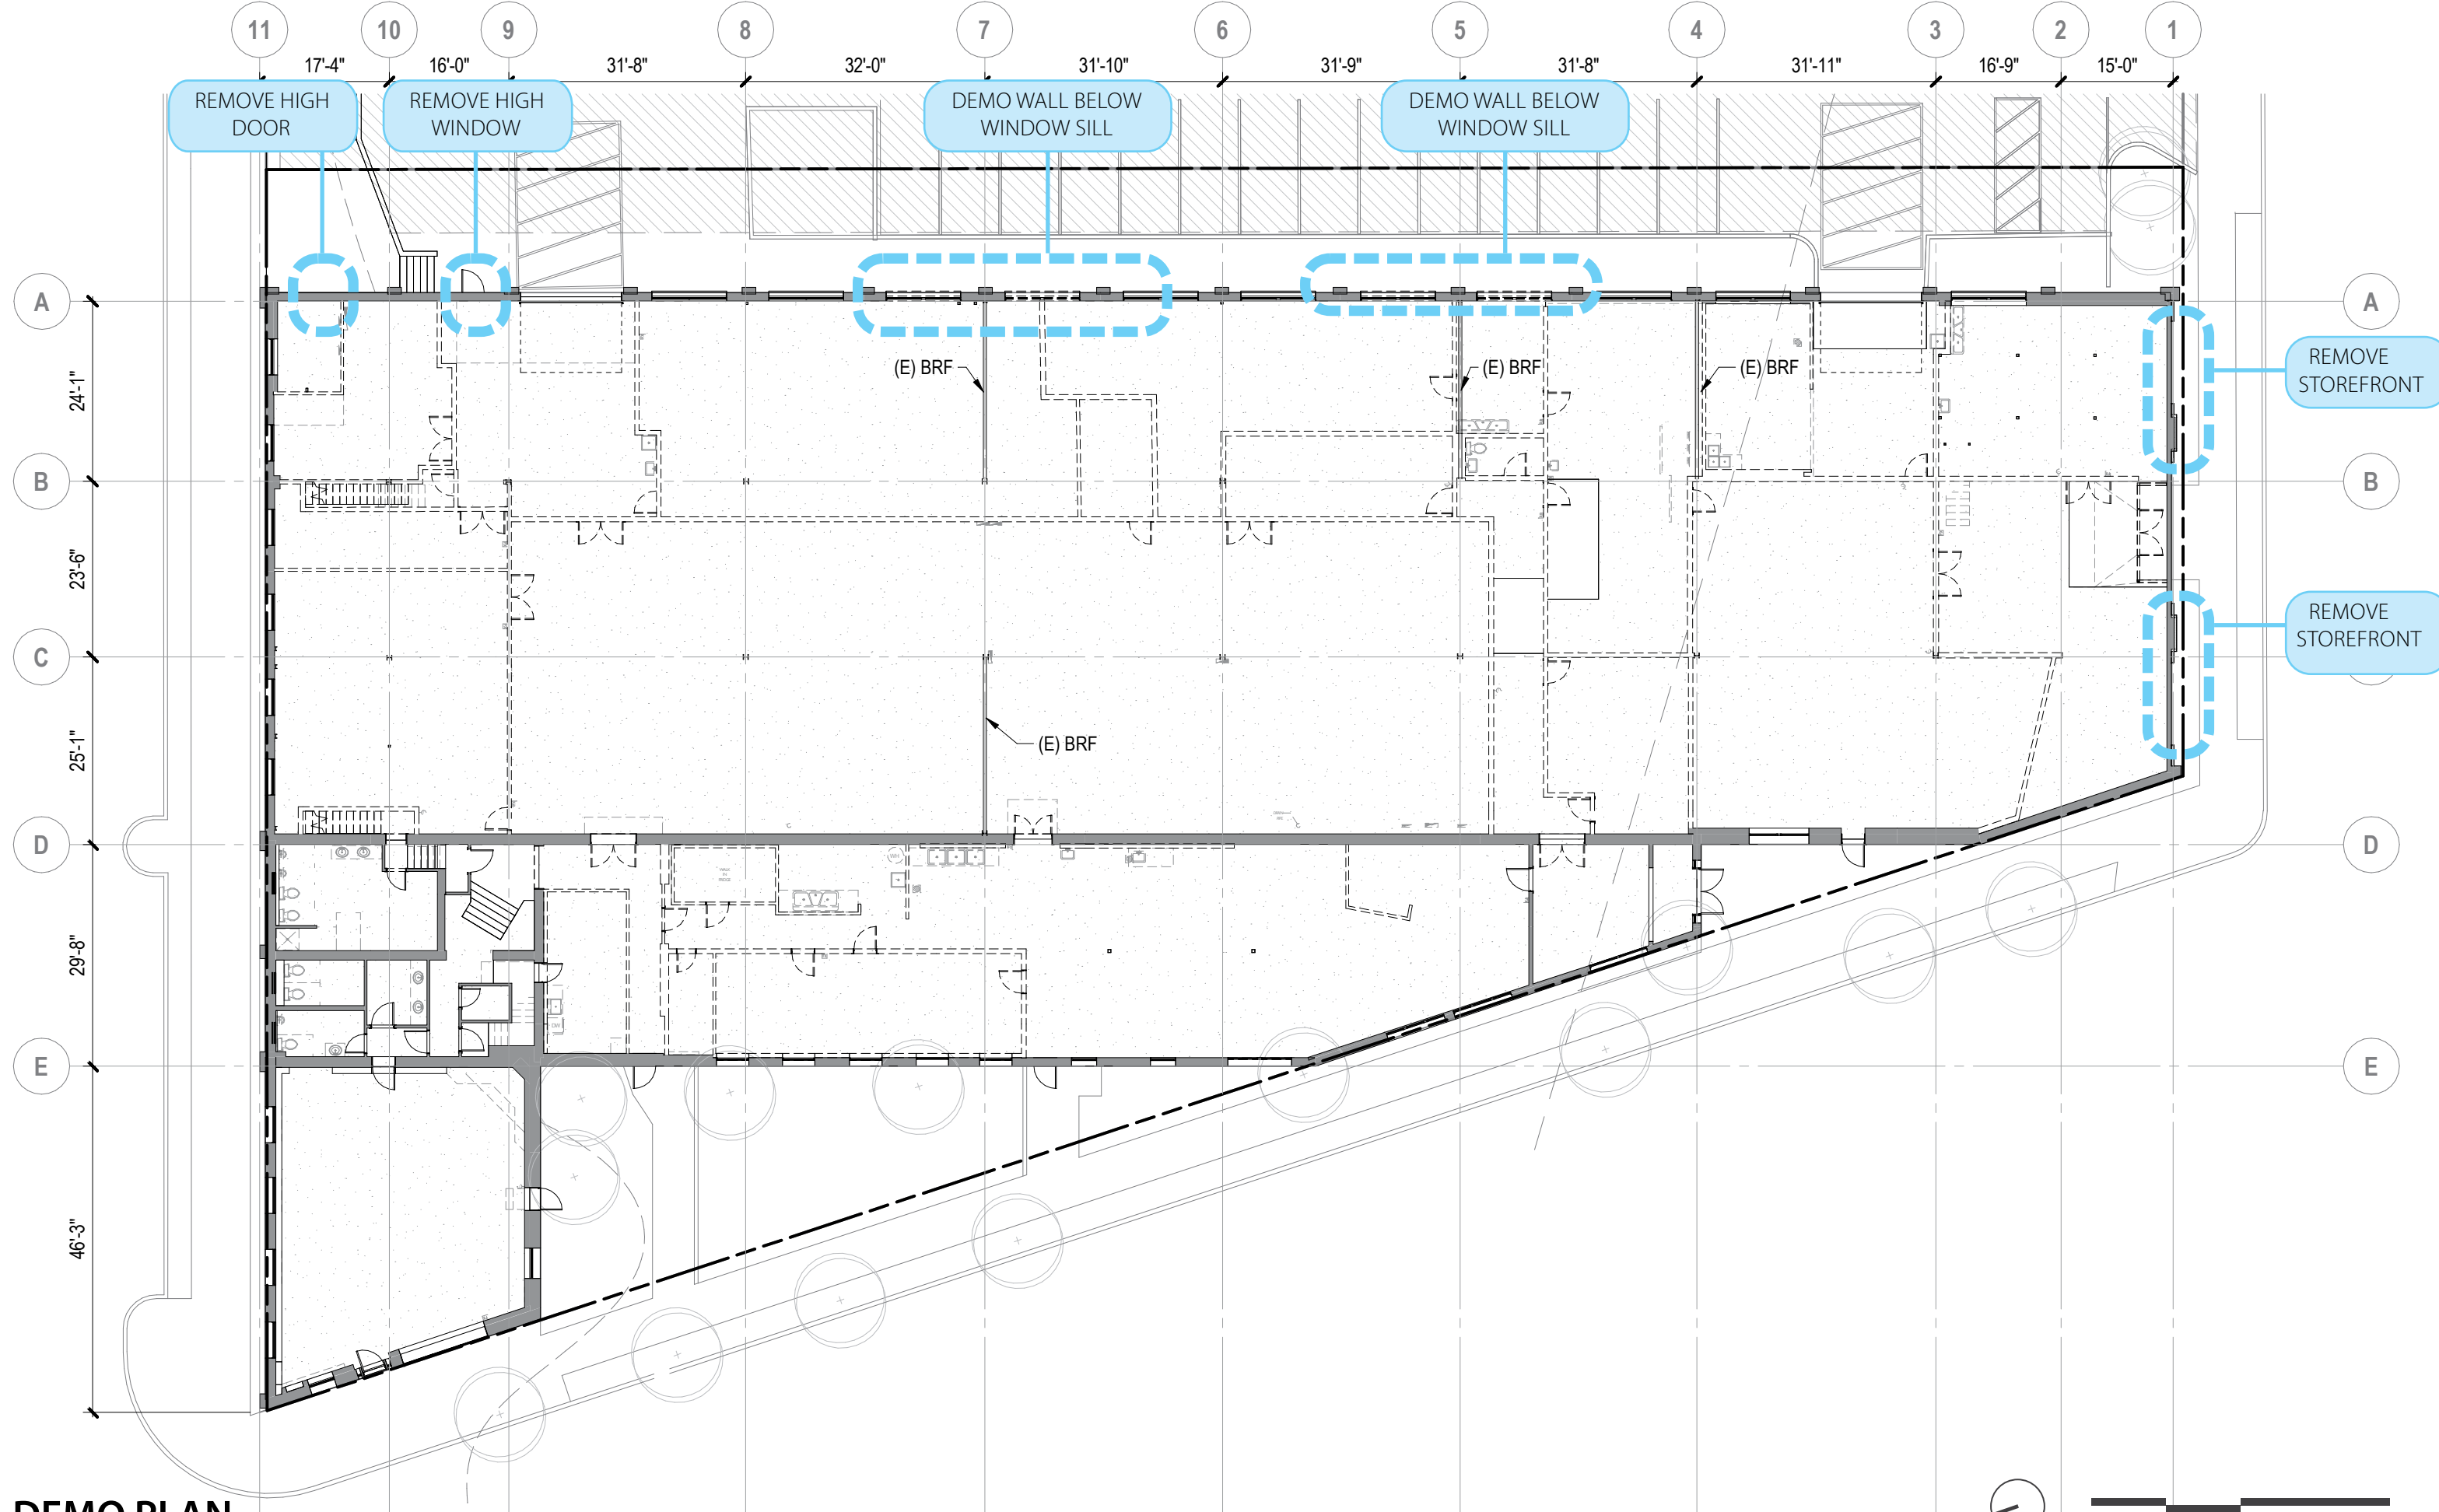 11 10 9 8 7 6 5 4 3 2 1
17'-4" 16'-0" 31'-8" 32'-0" 31'-10" 31'-9" 31'-8" 31'-11" 16'-9" 15'-0"
REMOVE HIGH
DOOR
REMOVE HIGH
WINDOW
DEMO WALL BELOW
WINDOW SILL
DEMO WALL BELOW
WINDOW SILL
A A
24'-1"
(E) BRF (E) BRF (E) BRF
REMOVE
STOREFRONT
B B
23'-6"
REMOVE
STOREFRONT
C
25'-1"
(E) BRF
D D
29'-8"
E E
46'-3"
DEMO PLAN